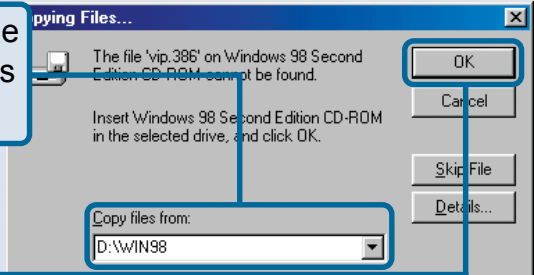 e
s
opying Files...
The file 'vip.386' on Windows 98 Second
Edition CD-ROM cannot be found.
Insert Windows 98 Second Edition CD-ROM
in the selected drive, and click OK.
Copy files from:
D:\WIN98
OK
Cancel
Skip File
Details...